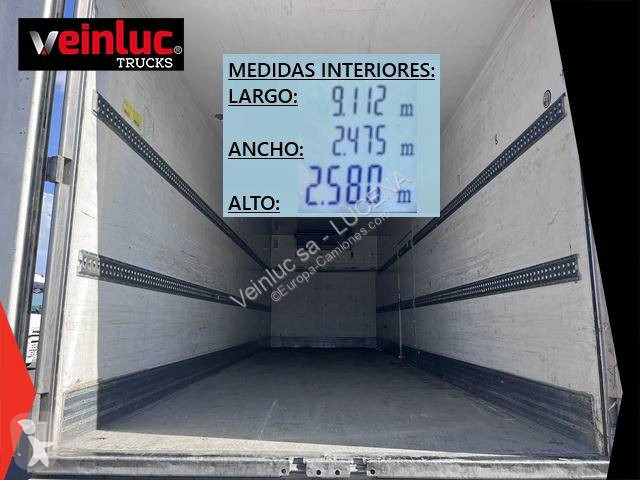 veinluc®
TRUCKS
MEDIDAS INTERIORES:
LARGO: 9.112 m
ANCHO: 2.475 m
ALTO: 2.580 m
Veinluc sa - LUCENA
©Europa-Camiones.com